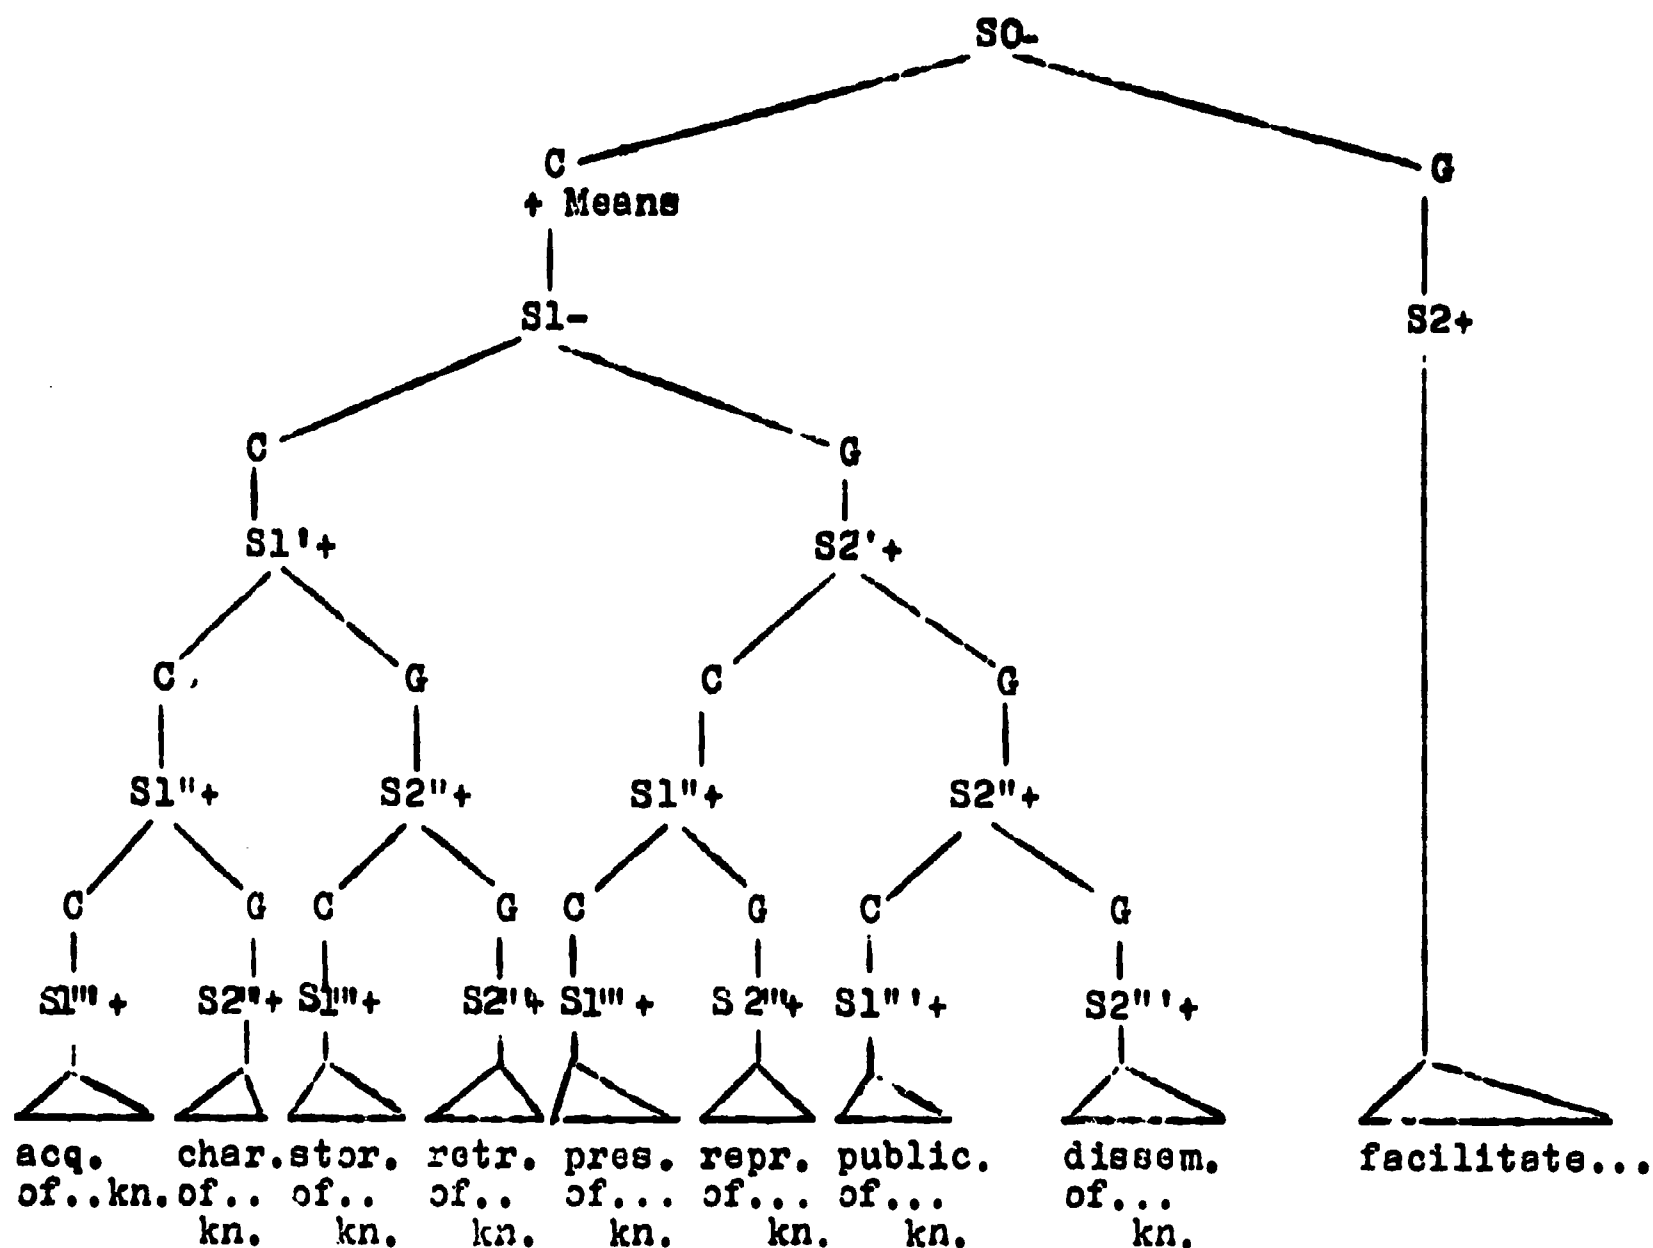 SO-
C G
+ Means
S1- S2+
C G
S1'+ S2'+
C, G C G
S1"+ S2"+ S1"+ S2"+
C G C G C G C G
S1"'+ S2"'+ S1"'+ S2"'+ S1"'+ S2"'+ S1"'+ S2"'+
acq. char. stor. retr. pres. repr. public. dissem. facilitate...
of..kn. of.. of.. of.. of... of... of... of...
kn. kn. kn. kn. kn. kn. kn.